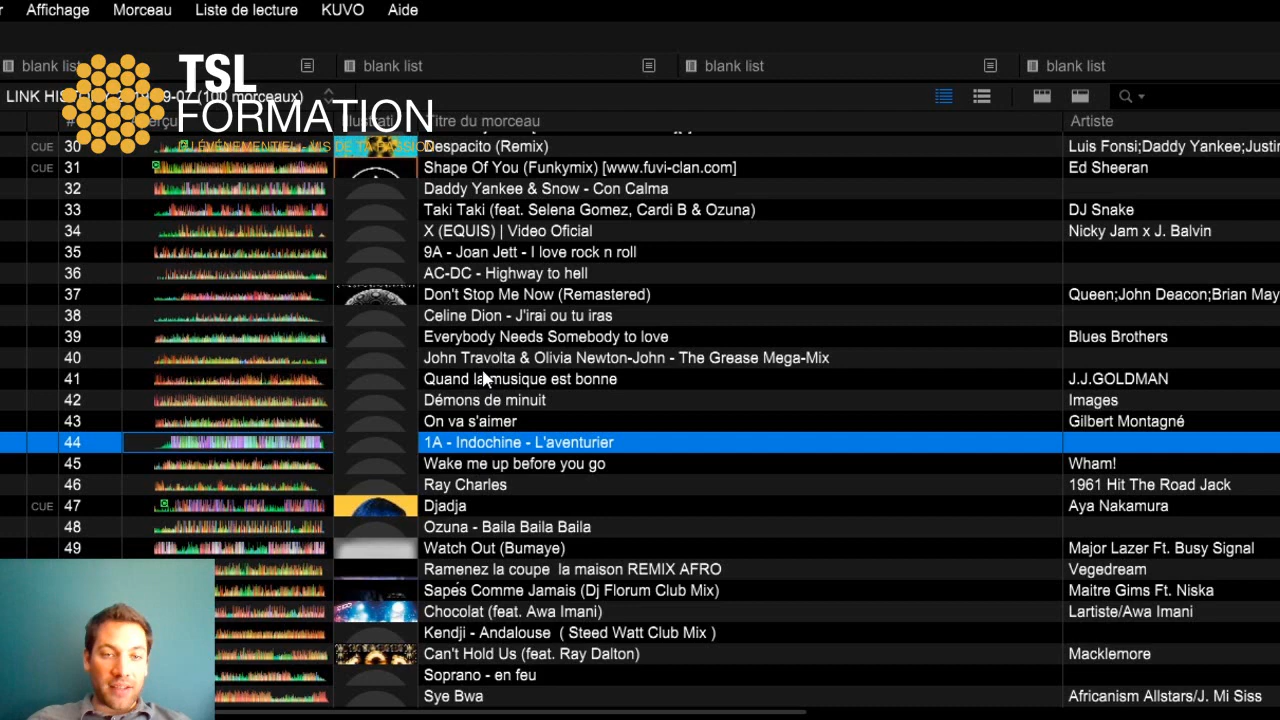 Affichage Morceau Liste de lecture KUVO Aide
blank list blank list blank list blank list
TSL
FORMATION
DJ ÉVÉNEMENTIEL - VIS DE TA PASSION
(100 morceaux)
# Titre du morceau Artiste
CUE 30 Despacito (Remix) Luis Fonsi;Daddy Yankee;Justin
CUE 31 Shape Of You (Funkymix) [www.fuvi-clan.com] Ed Sheeran
32 Daddy Yankee & Snow - Con Calma
33 Taki Taki (feat. Selena Gomez, Cardi B & Ozuna) DJ Snake
34 X (EQUIS) | Video Oficial Nicky Jam x J. Balvin
35 9A - Joan Jett - I love rock n roll
36 AC-DC - Highway to hell
37 Don't Stop Me Now (Remastered) Queen;John Deacon;Brian May
38 Celine Dion - J'irai ou tu iras
39 Everybody Needs Somebody to love Blues Brothers
40 John Travolta & Olivia Newton-John - The Grease Mega-Mix
41 Quand la musique est bonne J.J.GOLDMAN
42 Démons de minuit Images
43 On va s'aimer Gilbert Montagné
44 1A - Indochine - L'aventurier
45 Wake me up before you go Wham!
46 Ray Charles 1961 Hit The Road Jack
CUE 47 Djadja Aya Nakamura
48 Ozuna - Baila Baila Baila
49 Watch Out (Bumaye) Major Lazer Ft. Busy Signal
Ramenez la coupe la maison REMIX AFRO Vegedream
Sapés Comme Jamais (Dj Florum Club Mix) Maitre Gims Ft. Niska
Chocolat (feat. Awa Imani) Lartiste/Awa Imani
Kendji - Andalouse ( Steed Watt Club Mix )
Can't Hold Us (feat. Ray Dalton) Macklemore
Soprano - en feu
Sye Bwa Africanism Allstars/J. Mi Siss